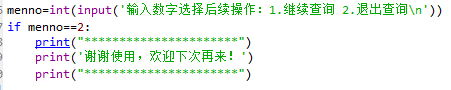 menno=int(input('输入数字选择后续操作：1.继续查询 2.退出查询\n'))
if menno==2:
    print("**********************")
    print('谢谢使用，欢迎下次再来！')
    print("**********************")